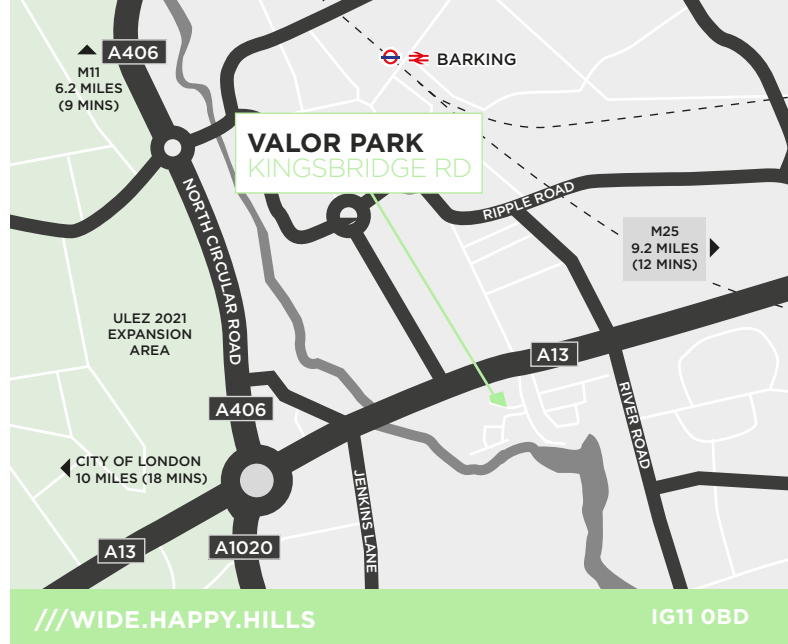 A406
M11
6.2 MILES
(9 MINS)
BARKING
VALOR PARK
KINGSBRIDGE RD
RIPPLE ROAD
NORTH CIRCULAR ROAD
M25
9.2 MILES
(12 MINS)
ULEZ 2021
EXPANSION
AREA
A13
A406
RIVER ROAD
CITY OF LONDON
10 MILES (18 MINS)
JENKINS LANE
A13
A1020
///WIDE.HAPPY.HILLS
IG11 0BD